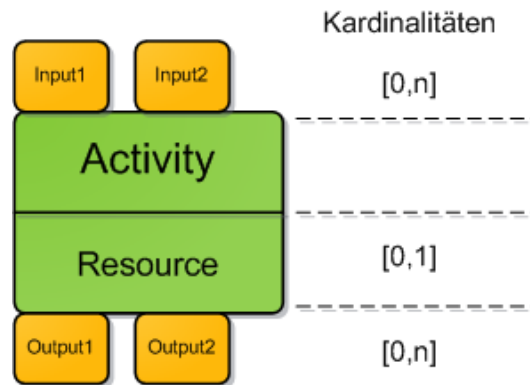 Kardinalitäten
Input1 Input2 [0,n]
Activity
Resource [0,1]
Output1 Output2 [0,n]